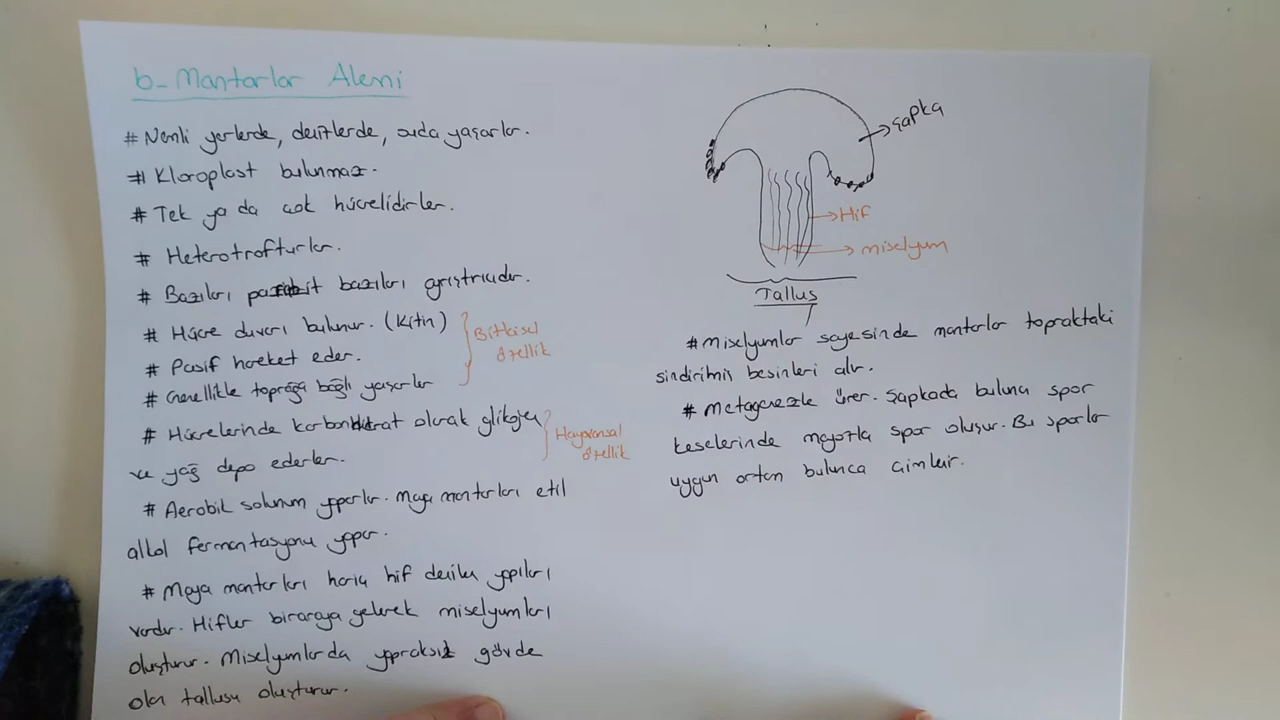 b- Mantarlar Alemi
# Nemli yerlerde, derilerde, suda yaşarlar.
# Kloroplast bulunmaz.
# Tek ya da çok hücrelidirler.
# Heterotrofturlar.
# Bazıları parazit bazıları çürütücüdür.
# Hücre duvarı bulunur. (Kitin)
# Pasif hareket eder.
# Genellikle toprağa bağlı yaşarlar
Bitkisel
özellik
# Hücrelerinde karbonhidrat olarak glikojen
ve yağ depo ederler.
Hayvansal
özellik
# Aerobik solunum yaparlar. Maya mantarları etil
alkol fermantasyonu yapar.
# Maya mantarları hariç hif denilen yapıları
vardır. Hifler biraraya gelerek miselyumları
oluşturur. Miselyumlarda yapraksız gövde
olan tallusu oluşturur.
şapka
Hif
miselyum
Tallus
# Miselyumlar sayesinde mantarlar topraktaki
sindirilmiş besinleri alır.
# Metagenezle ürer. Şapkada buluna spor
keselerinde mayozla spor oluşur. Bu sporlar
uygun ortam bulunca çimlenir.